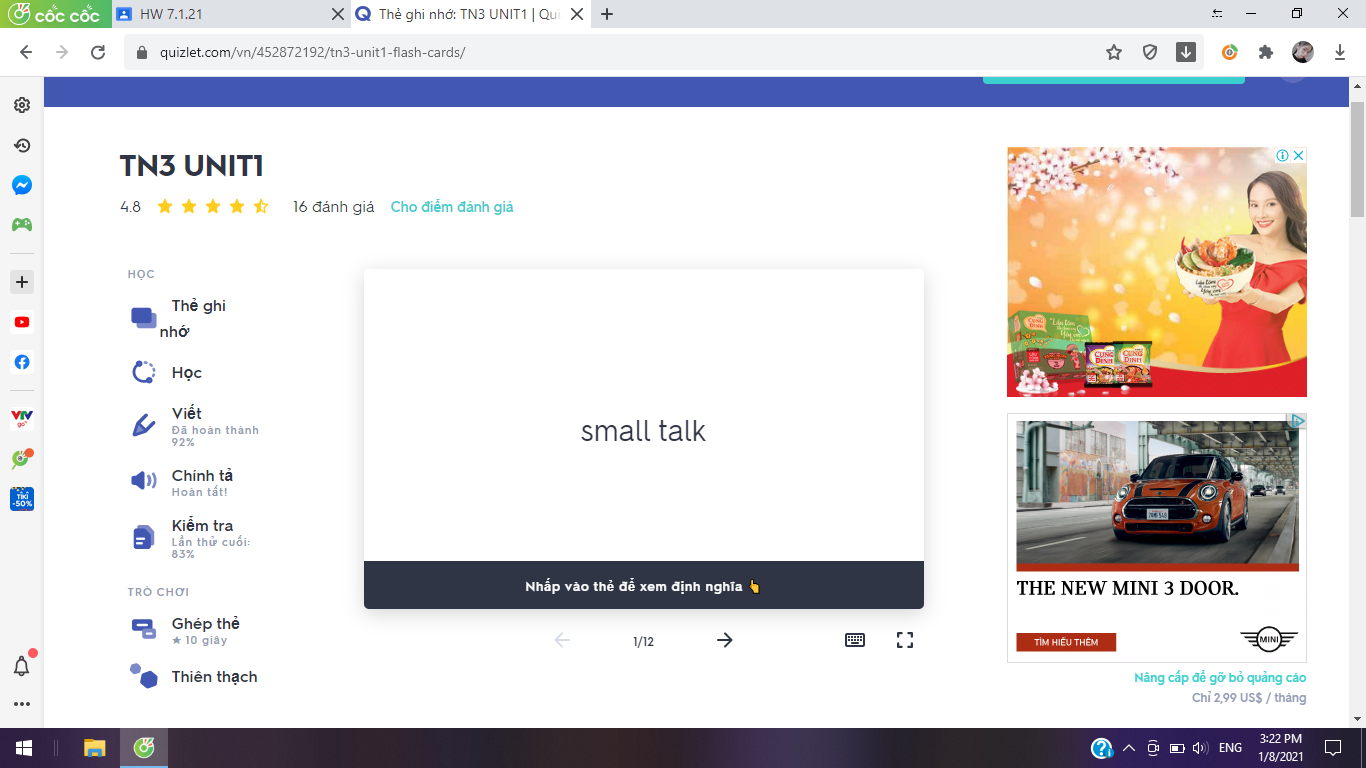 cốc cốc
HW 7.1.21
Thẻ ghi nhớ: TN3 UNIT1 | Qui
quizlet.com/vn/452872192/tn3-unit1-flash-cards/
TN3 UNIT1
4.8 16 đánh giá Cho điểm đánh giá
HỌC
Thẻ ghi
nhớ
Học
Viết
Đã hoàn thành
92%
Chính tả
Hoàn tất!
Kiểm tra
Lần thử cuối:
83%
TRÒ CHƠI
Ghép thẻ
★ 10 giây
Thiên thạch
small talk
Nhấp vào thẻ để xem định nghĩa 👆
1/12
CUNG
ĐÌNH
CUNG
ĐÌNH
THE NEW MINI 3 DOOR.
TÌM HIỂU THÊM
MINI
Nâng cấp để gỡ bỏ quảng cáo
Chỉ 2,99 US$ / tháng
VTV
go
TIKI
-50%
ENG
3:22 PM
1/8/2021